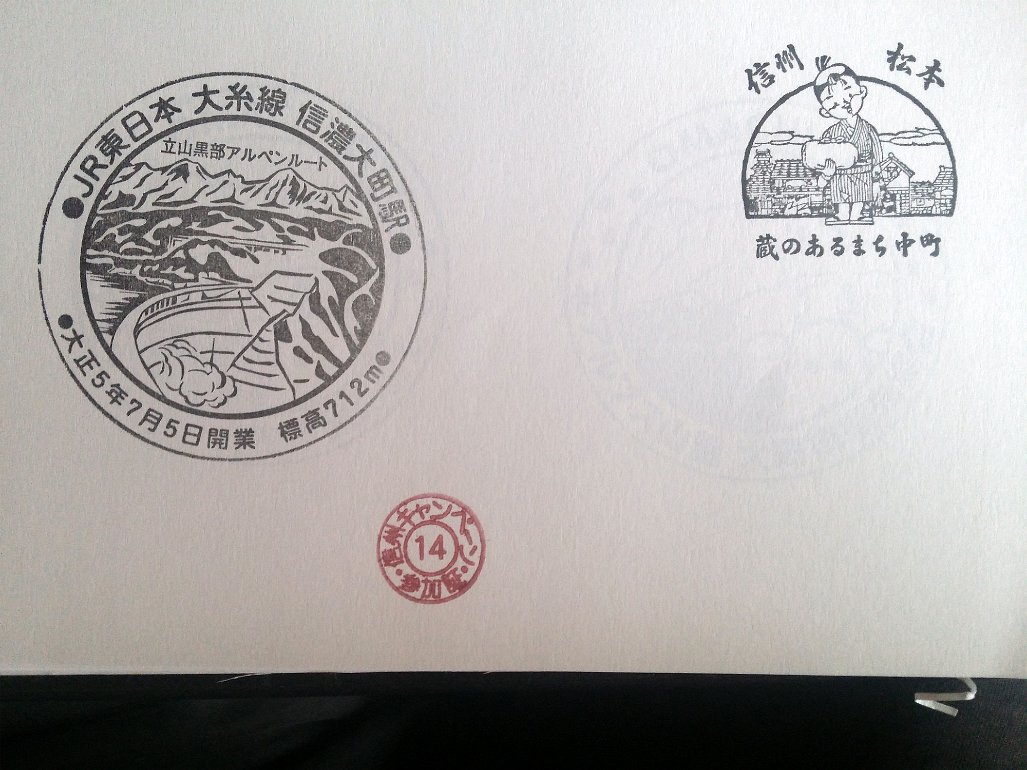 ●JR東日本 大糸線 信濃大町駅●
立山黒部アルペンルート
●大正5年7月5日開業 標高712m●
信州 松本
蔵のあるまち中町
信州キャンペーン
14
・参加証・